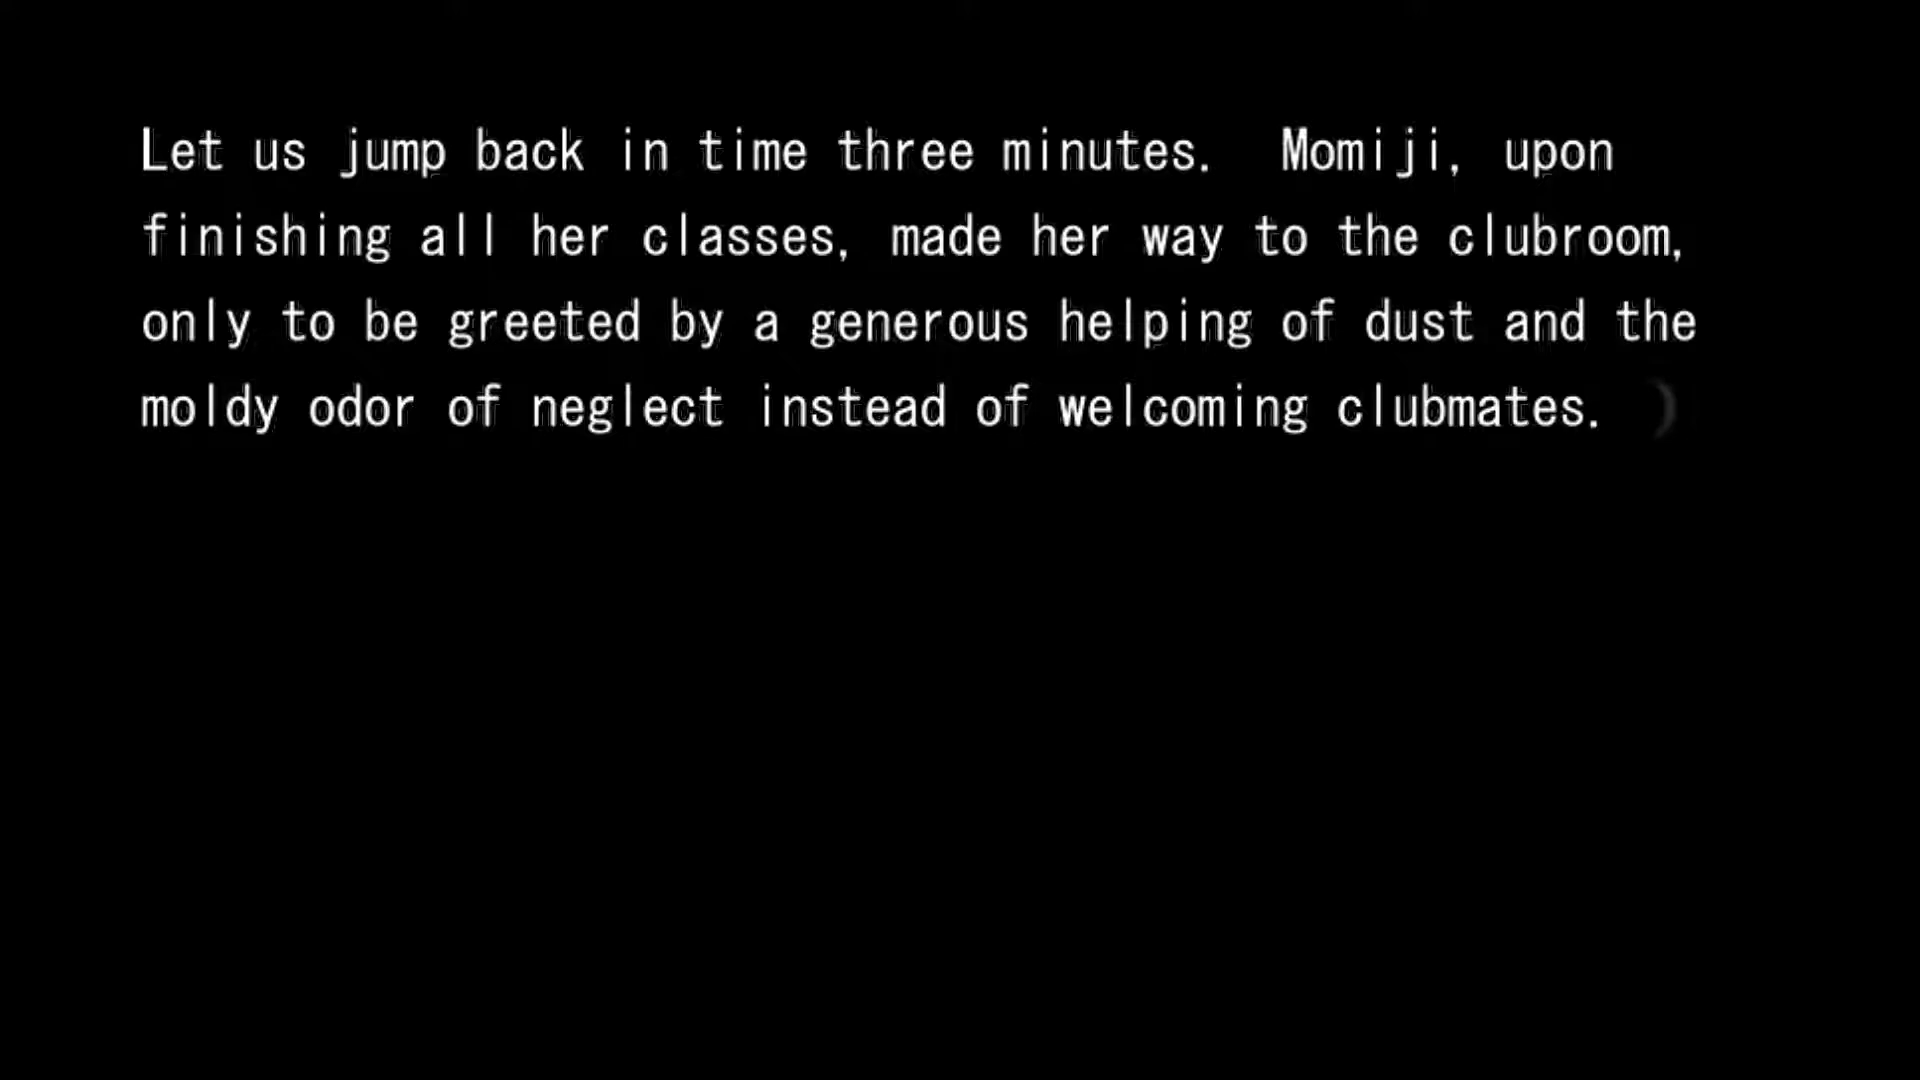 Let us jump back in time three minutes.  Momiji, upon
finishing all her classes, made her way to the clubroom,
only to be greeted by a generous helping of dust and the
moldy odor of neglect instead of welcoming clubmates.